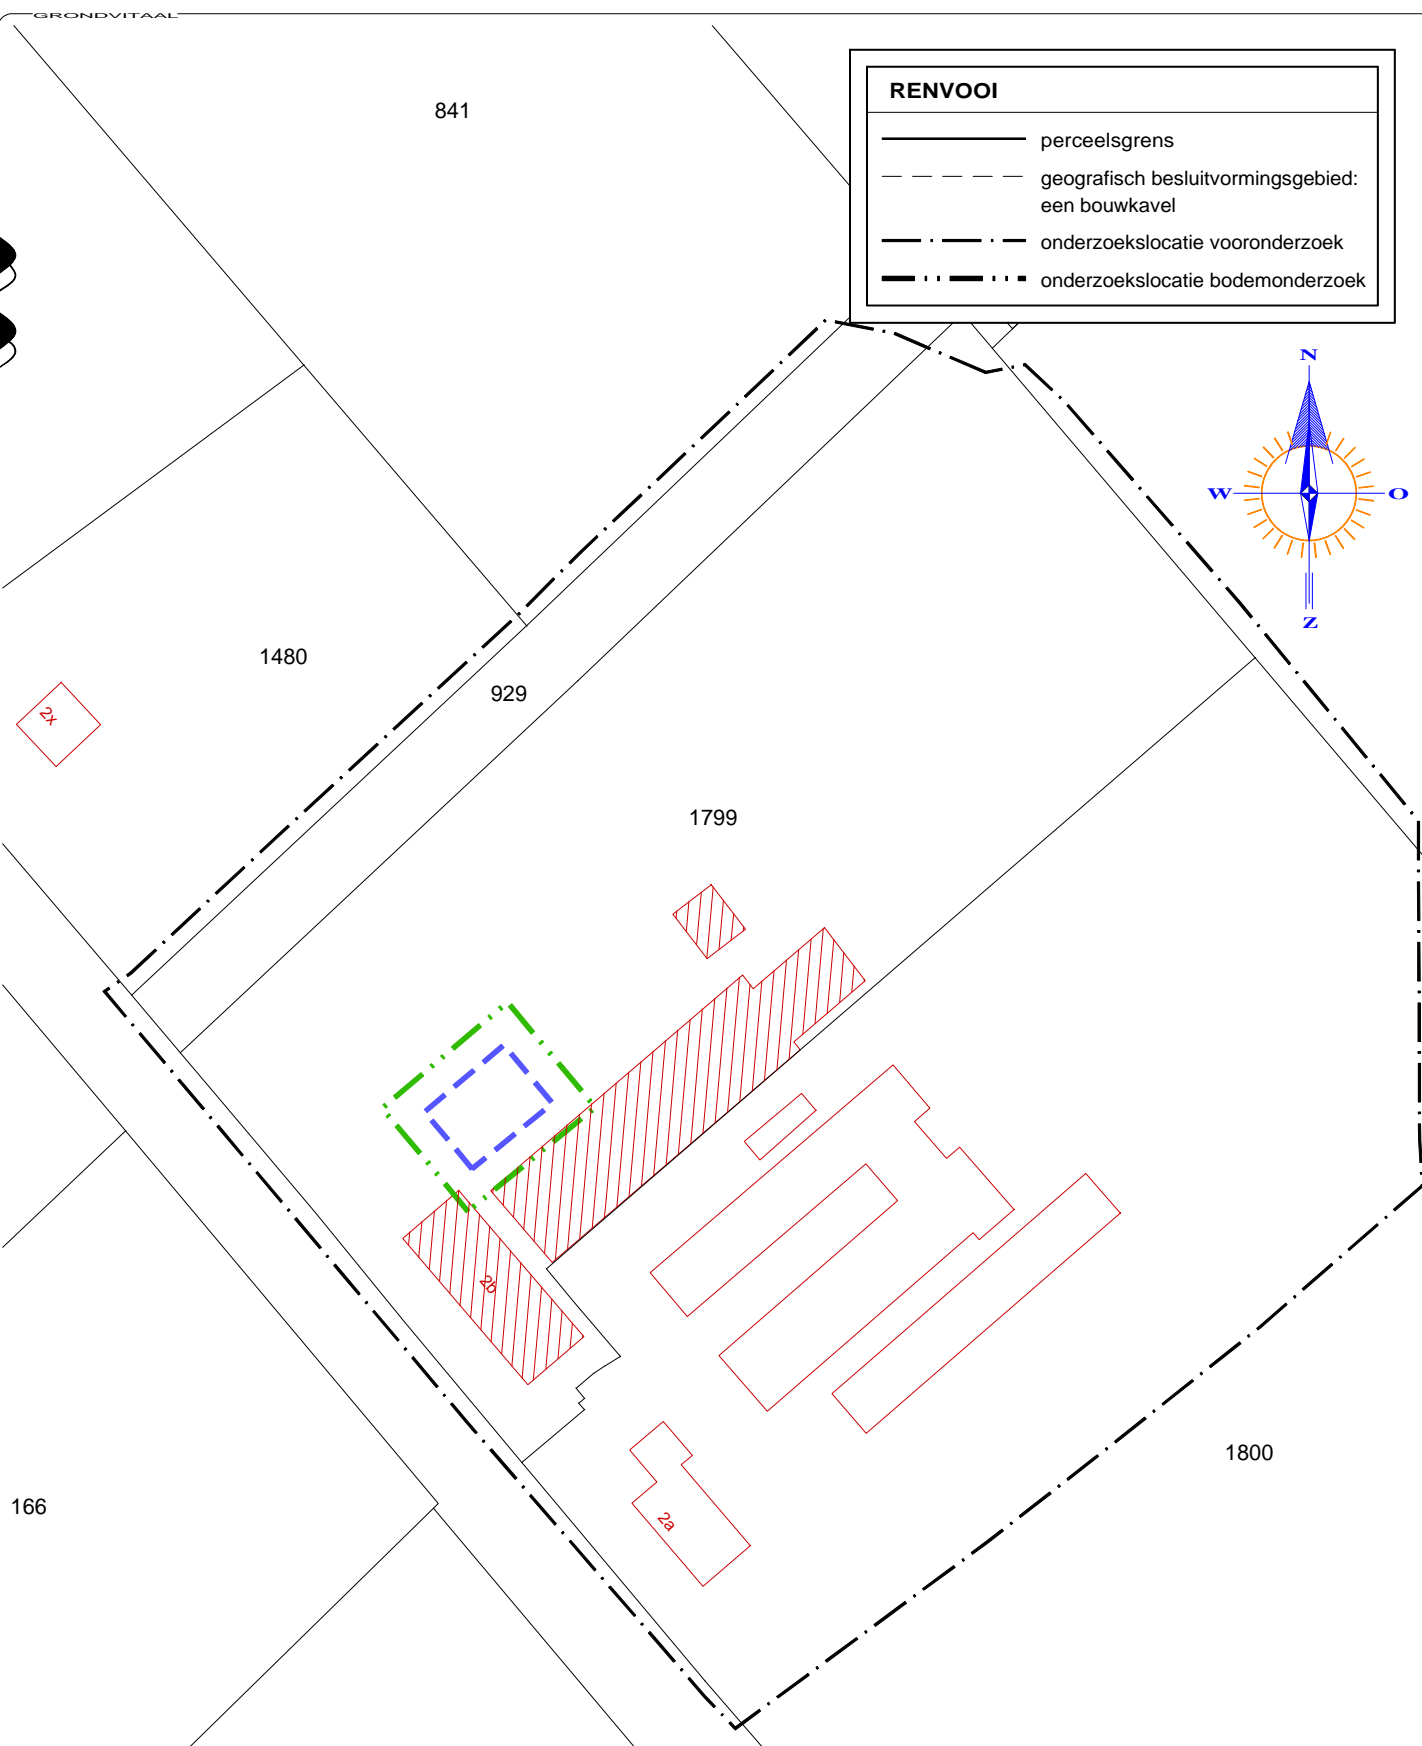 GRONDVITAAL
841
RENVOOI
perceelsgrens
geografisch besluitvormingsgebied:
een bouwkavel
onderzoekslocatie vooronderzoek
onderzoekslocatie bodemonderzoek
N
W
O
Z
1480
929
2x
1799
2b
1800
166
2a